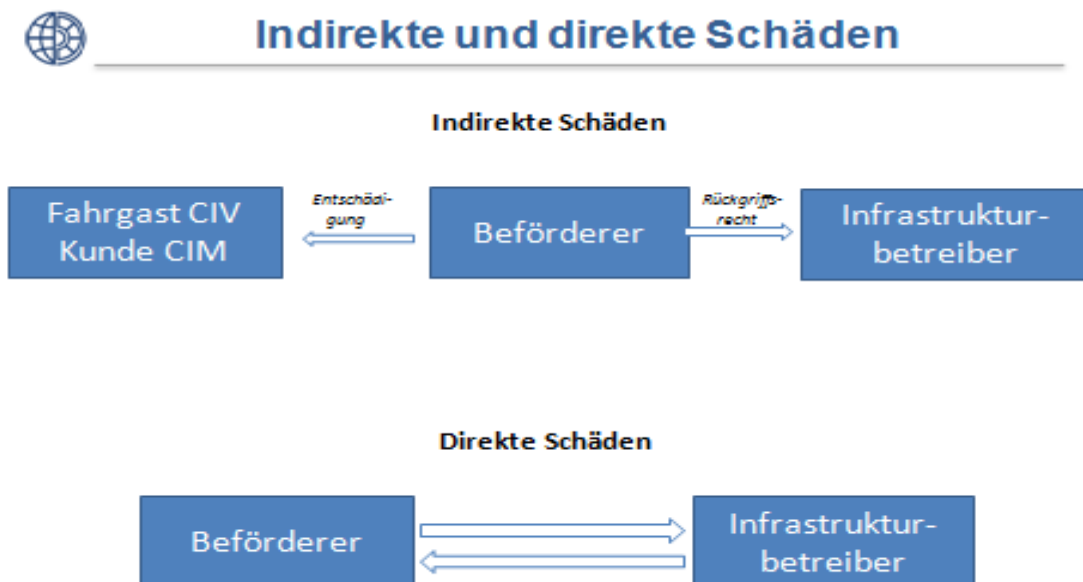 Indirekte und direkte Schäden
Indirekte Schäden
Fahrgast CIV
Kunde CIM
Entschädi-
gung
Beförderer
Rückgriffs-
recht
Infrastruktur-
betreiber
Direkte Schäden
Beförderer
Infrastruktur-
betreiber